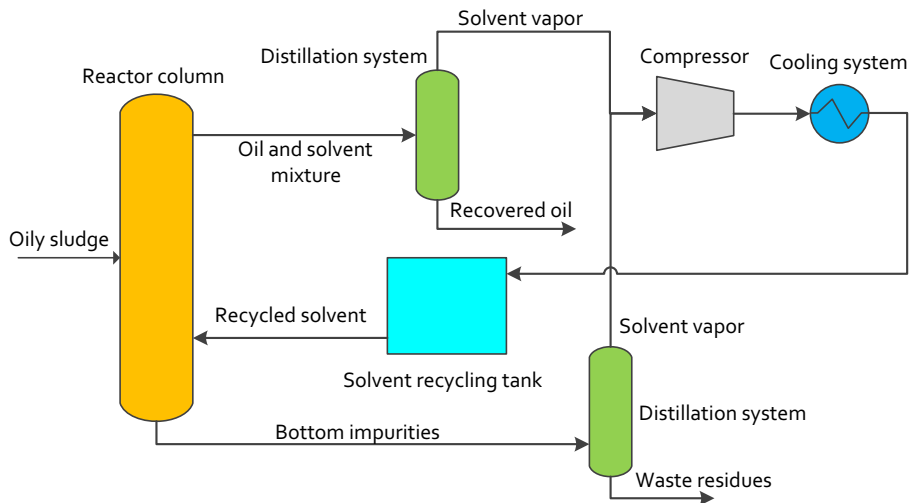 Solvent vapor
Distillation system
Compressor
Cooling system
Reactor column
Oil and solvent
mixture
Recovered oil
Oily sludge
Recycled solvent
Solvent vapor
Solvent recycling tank
Distillation system
Bottom impurities
Waste residues